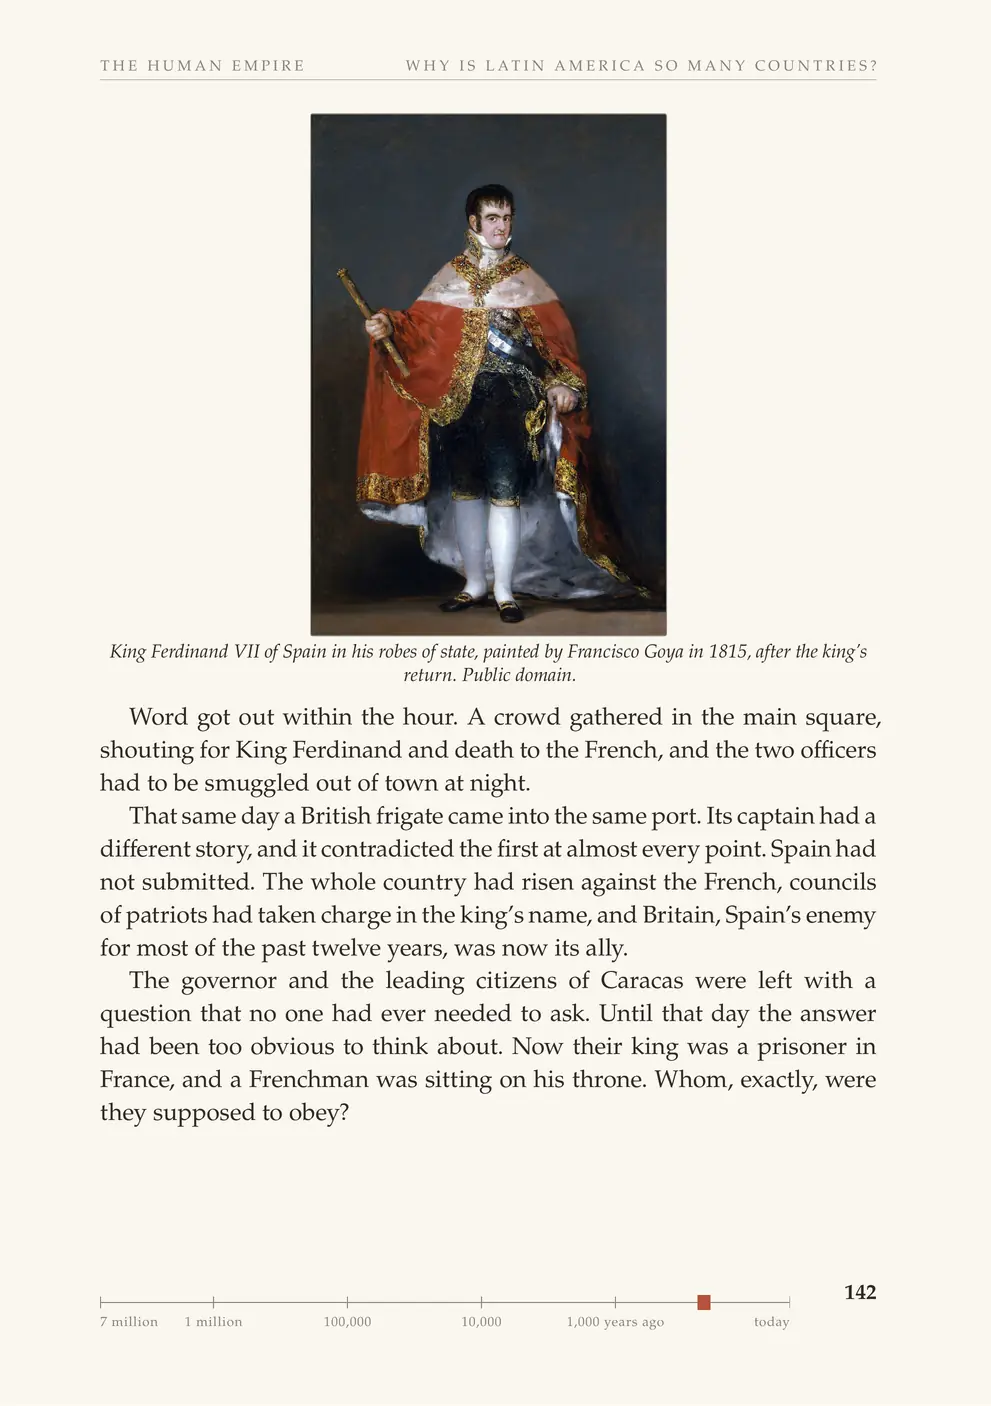 THE HUMAN EMPIRE
WHY IS LATIN AMERICA SO MANY COUNTRIES?
King Ferdinand VII of Spain in his robes of state, painted by Francisco Goya in 1815, after the king’s
return. Public domain.
Word got out within the hour. A crowd gathered in the main square,
shouting for King Ferdinand and death to the French, and the two officers
had to be smuggled out of town at night.
That same day a British frigate came into the same port. Its captain had a
different story, and it contradicted the first at almost every point. Spain had
not submitted. The whole country had risen against the French, councils
of patriots had taken charge in the king’s name, and Britain, Spain’s enemy
for most of the past twelve years, was now its ally.
The governor and the leading citizens of Caracas were left with a
question that no one had ever needed to ask. Until that day the answer
had been too obvious to think about. Now their king was a prisoner in
France, and a Frenchman was sitting on his throne. Whom, exactly, were
they supposed to obey?
142
7 million 1 million 100,000 10,000 1,000 years ago today